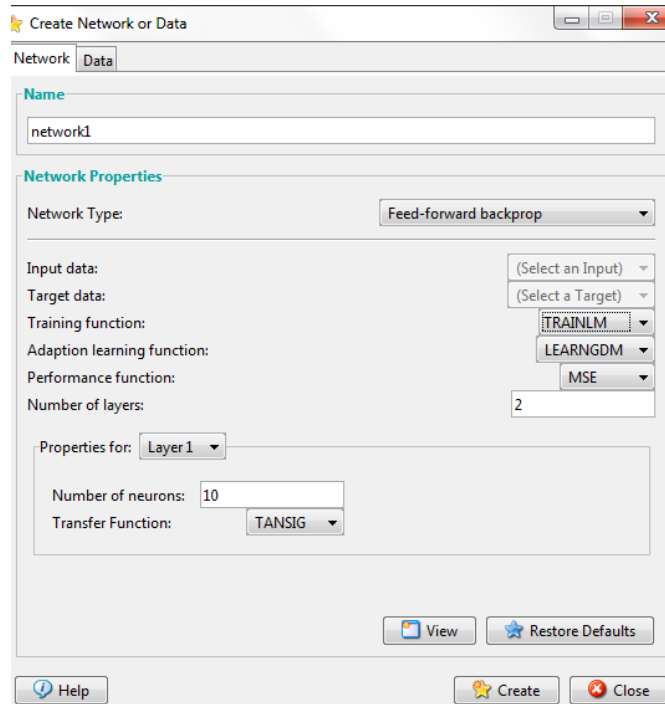 Create Network or Data
Network Data
Name
network1
Network Properties
Network Type: Feed-forward backprop
Input data: (Select an Input)
Target data: (Select a Target)
Training function: TRAINLM
Adaption learning function: LEARNGDM
Performance function: MSE
Number of layers: 2
Properties for: Layer 1
Number of neurons: 10
Transfer Function: TANSIG
View Restore Defaults
Help Create Close